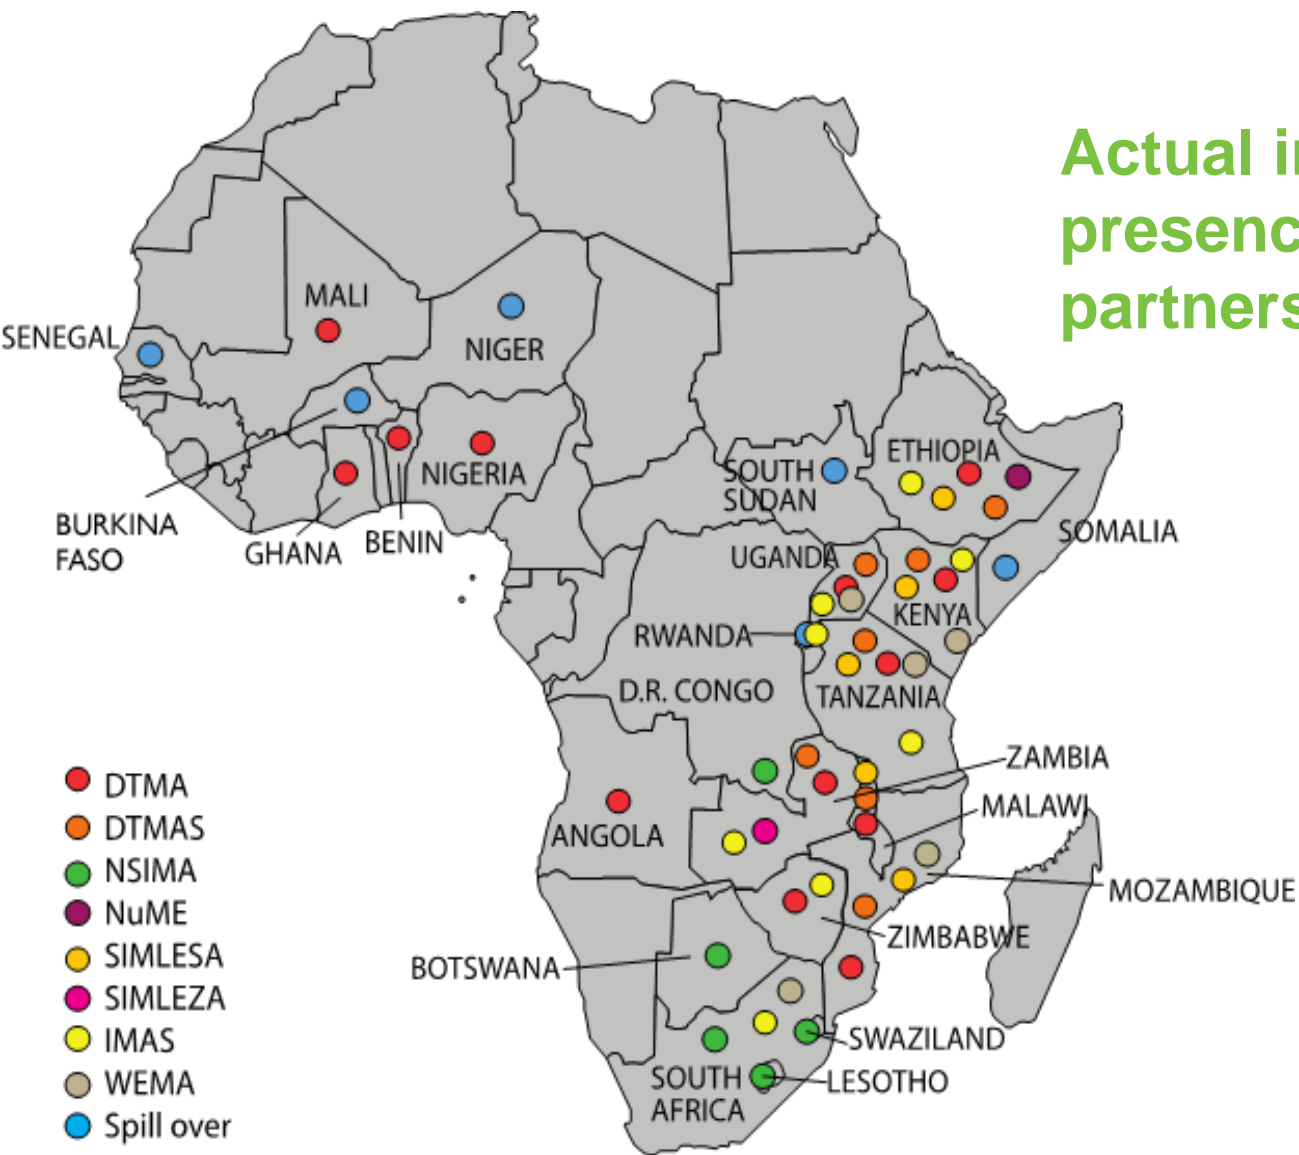 Actual
presenc
partners
MALI
SENEGAL
NIGER
NIGERIA
BURKINA
FASO
GHANA
BENIN
SOUTH
SUDAN
ETHIOPIA
SOMALIA
UGANDA
KENYA
RWANDA
D.R. CONGO
TANZANIA
ZAMBIA
MALAWI
ANGOLA
MOZAMBIQUE
ZIMBABWE
BOTSWANA
SWAZILAND
SOUTH
AFRICA
LESOTHO
DTMA
DTMAS
NSIMA
NuME
SIMLESA
SIMLEZA
IMAS
WEMA
Spill over